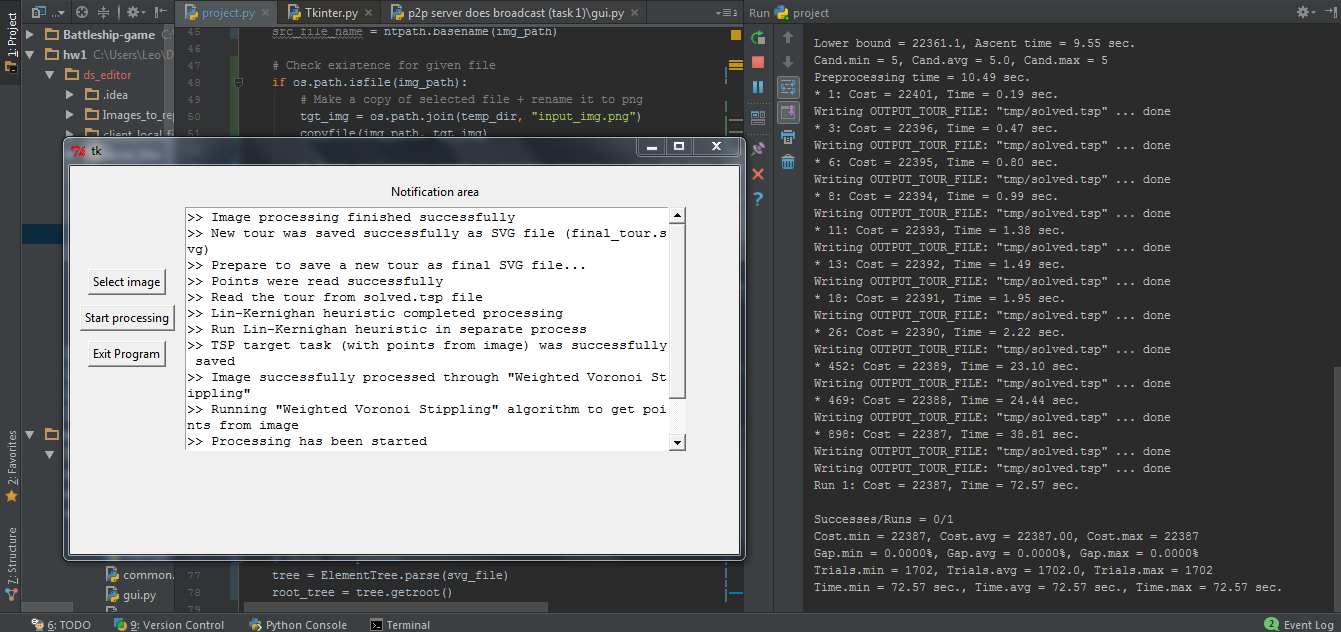 project.py
Tkinter.py
p2p server does broadcast (task 1)\gui.py
Run
project
1: Project
Battleship-game
hw1 C:\Users\Leo\D
ds_editor
.idea
Images_to_re
45 src_file_name = ntpath.basename(img_path)
46
47 # Check existence for given file
48 if os.path.isfile(img_path):
49 # Make a copy of selected file + rename it to png
50 tgt_img = os.path.join(temp_dir, "input_img.png")
51 copyfile(img_path, tgt_img)
tk
Notification area
Select image
Start processing
Exit Program
>> Image processing finished successfully
>> New tour was saved successfully as SVG file (final_tour.s
vg)
>> Prepare to save a new tour as final SVG file...
>> Points were read successfully
>> Read the tour from solved.tsp file
>> Lin-Kernighan heuristic completed processing
>> Run Lin-Kernighan heuristic in separate process
>> TSP target task (with points from image) was successfully
saved
>> Image successfully processed through "Weighted Voronoi St
ippling"
>> Running "Weighted Voronoi Stippling" algorithm to get poi
nts from image
>> Processing has been started
2: Favorites
7: Structure
common.
gui.py
77 tree = ElementTree.parse(svg_file)
78 root_tree = tree.getroot()
79
Lower bound = 22361.1, Ascent time = 9.55 sec.
Cand.min = 5, Cand.avg = 5.0, Cand.max = 5
Preprocessing time = 10.49 sec.
* 1: Cost = 22401, Time = 0.19 sec.
Writing OUTPUT_TOUR_FILE: "tmp/solved.tsp" ... done
* 3: Cost = 22396, Time = 0.47 sec.
Writing OUTPUT_TOUR_FILE: "tmp/solved.tsp" ... done
* 6: Cost = 22395, Time = 0.80 sec.
Writing OUTPUT_TOUR_FILE: "tmp/solved.tsp" ... done
* 8: Cost = 22394, Time = 0.99 sec.
Writing OUTPUT_TOUR_FILE: "tmp/solved.tsp" ... done
* 11: Cost = 22393, Time = 1.38 sec.
Writing OUTPUT_TOUR_FILE: "tmp/solved.tsp" ... done
* 13: Cost = 22392, Time = 1.49 sec.
Writing OUTPUT_TOUR_FILE: "tmp/solved.tsp" ... done
* 18: Cost = 22391, Time = 1.95 sec.
Writing OUTPUT_TOUR_FILE: "tmp/solved.tsp" ... done
* 26: Cost = 22390, Time = 2.22 sec.
Writing OUTPUT_TOUR_FILE: "tmp/solved.tsp" ... done
* 452: Cost = 22389, Time = 23.10 sec.
Writing OUTPUT_TOUR_FILE: "tmp/solved.tsp" ... done
* 469: Cost = 22388, Time = 24.44 sec.
Writing OUTPUT_TOUR_FILE: "tmp/solved.tsp" ... done
* 898: Cost = 22387, Time = 38.81 sec.
Writing OUTPUT_TOUR_FILE: "tmp/solved.tsp" ... done
Writing OUTPUT_TOUR_FILE: "tmp/solved.tsp" ... done
Run 1: Cost = 22387, Time = 72.57 sec.
Successes/Runs = 0/1
Cost.min = 22387, Cost.avg = 22387.00, Cost.max = 22387
Gap.min = 0.0000%, Gap.avg = 0.0000%, Gap.max = 0.0000%
Trials.min = 1702, Trials.avg = 1702.0, Trials.max = 1702
Time.min = 72.57 sec., Time.avg = 72.57 sec., Time.max = 72.57 sec.
6: TODO
9: Version Control
Python Console
Terminal
2 Event Log